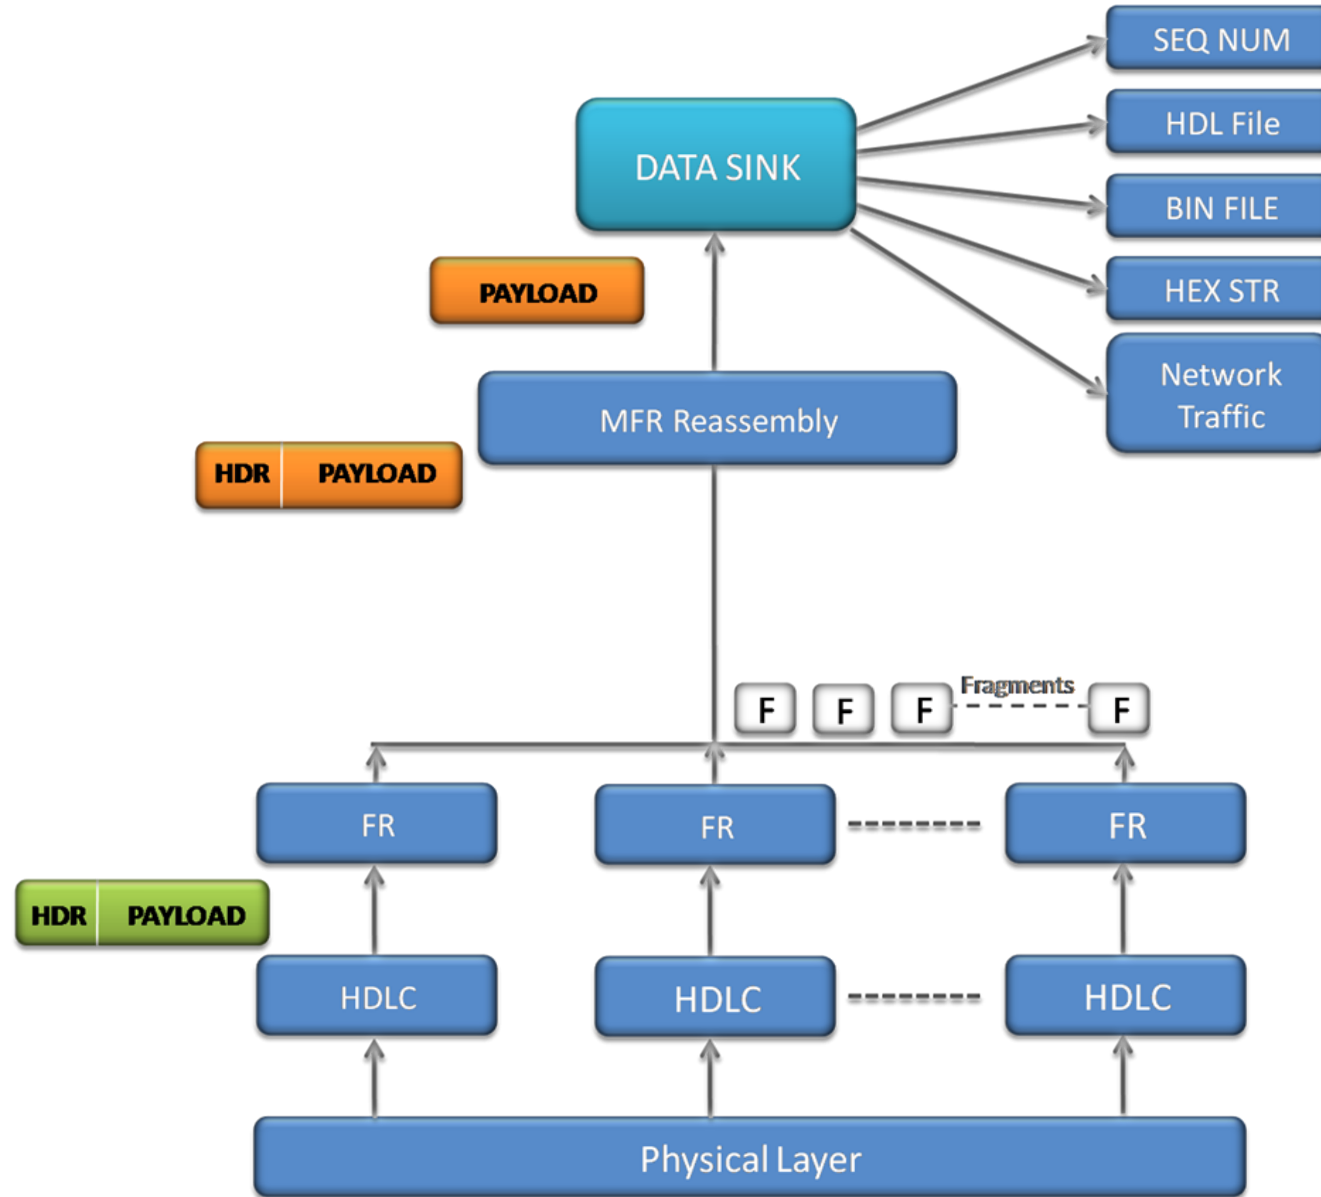 SEQ NUM
HDL File
DATA SINK
BIN FILE
PAYLOAD
HEX STR
Network
Traffic
MFR Reassembly
HDR PAYLOAD
Fragments
F F F F
FR FR FR
HDR PAYLOAD
HDLC HDLC HDLC
Physical Layer